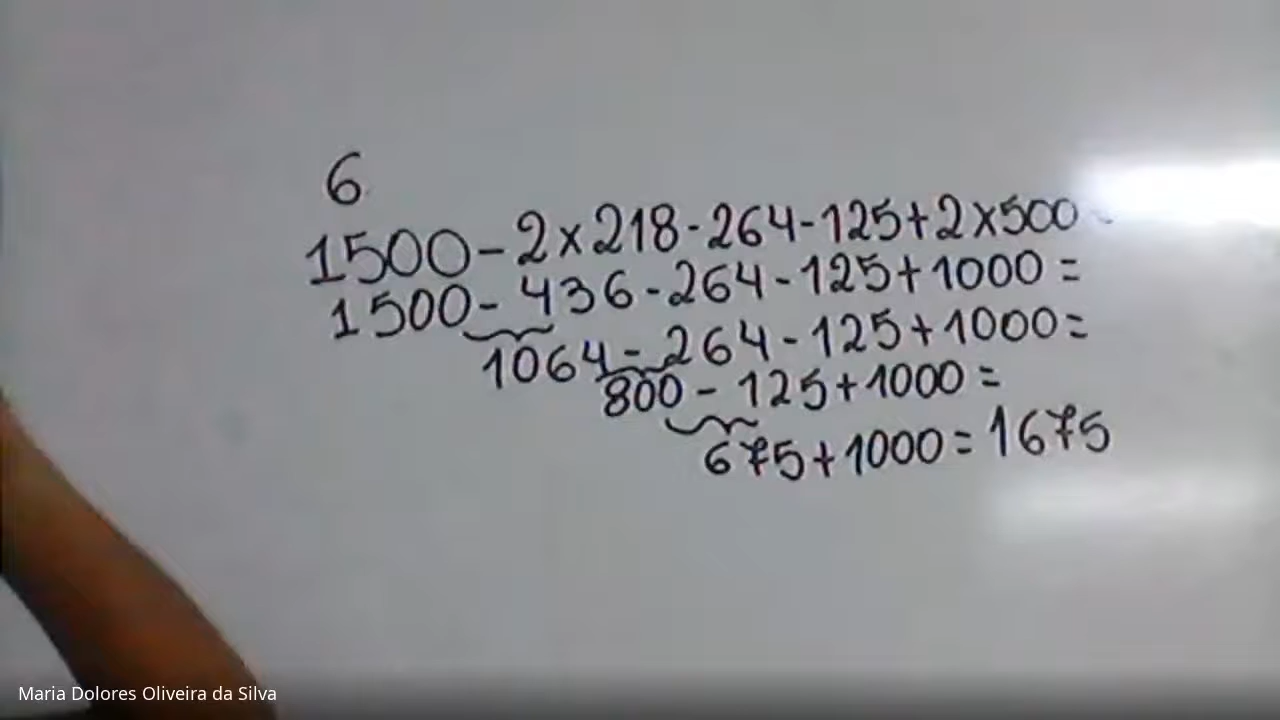 6
1500-2x218-264-125+2x500
1500-436-264-125+1000=
1064-264-125+1000=
800-125+1000=
675+1000=1675
Maria Dolores Oliveira da Silva